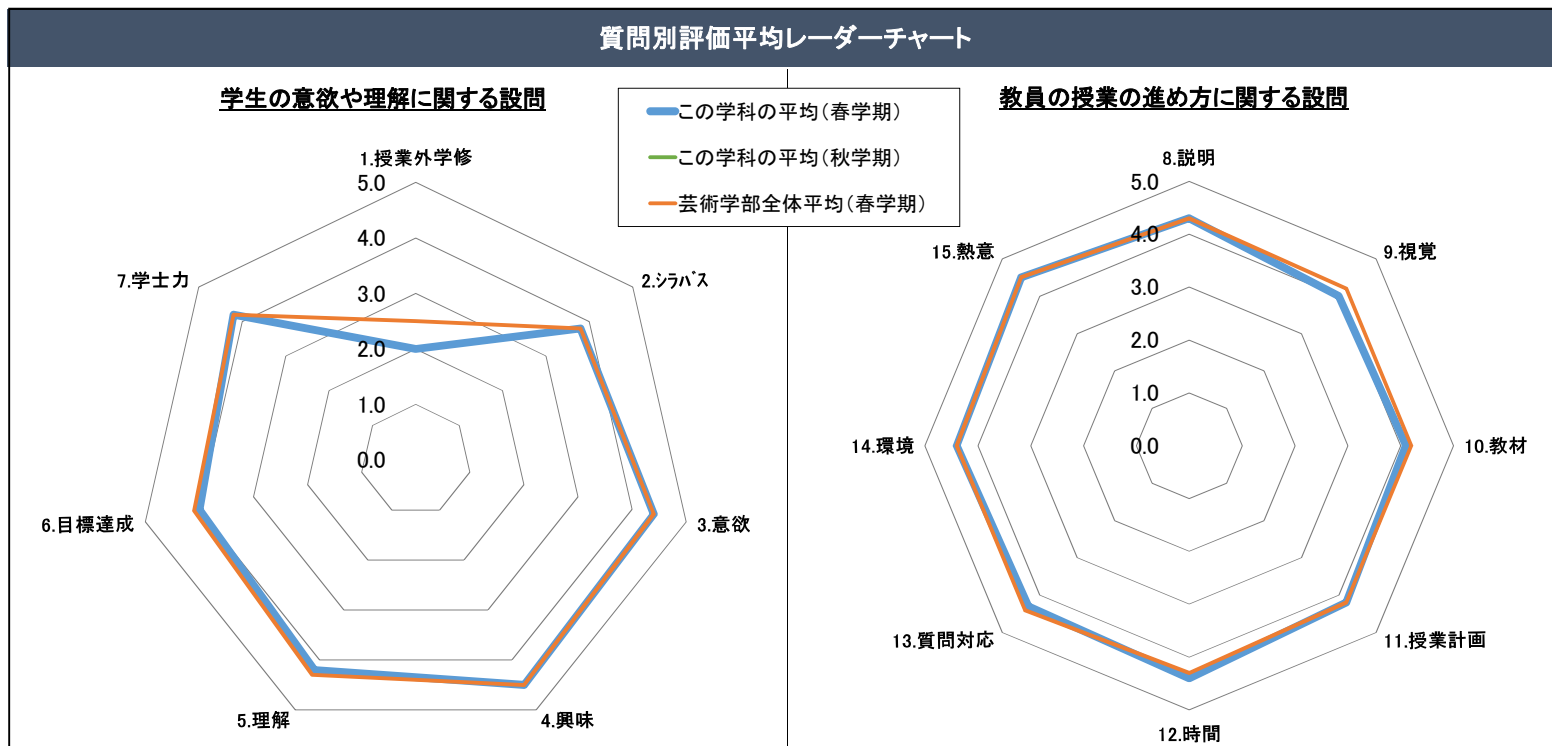 質問別評価平均レーダーチャート
学生の意欲や理解に関する設問
この学科の平均（春学期）
この学科の平均（秋学期）
芸術学部全体平均（春学期）
教員の授業の進め方に関する設問
1.授業外学修
2.ｼﾗﾊﾞｽ
3.意欲
4.興味
5.理解
6.目標達成
7.学士力
5.0
4.0
3.0
2.0
1.0
0.0
8.説明
9.視覚
10.教材
11.授業計画
12.時間
13.質問対応
14.環境
15.熱意
5.0
4.0
3.0
2.0
1.0
0.0